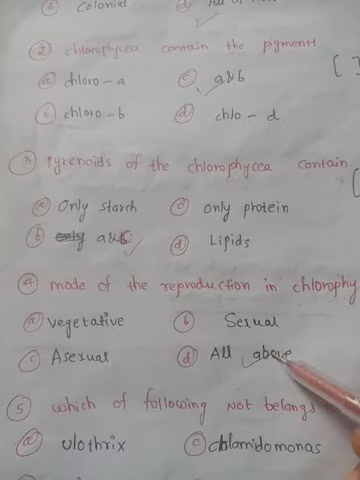 ⓑ colonial ⓓ All of
② chlorophycea contain the pigments
ⓐ chloro-a ⓒ a&b [ ]
ⓑ chloro-b ⓓ chlo-d.
③ pyrenoids of the chlorophycea contain
ⓐ Only starch ⓒ only protein [
ⓑ a&c ⓓ Lipids
④ mode of the reproduction in chlorophy
ⓐ vegetative ⓑ Sexual
ⓒ Asexual ⓓ All above
⑤ which of following not belongs
ⓐ ulothrix ⓒ chlamidomonas